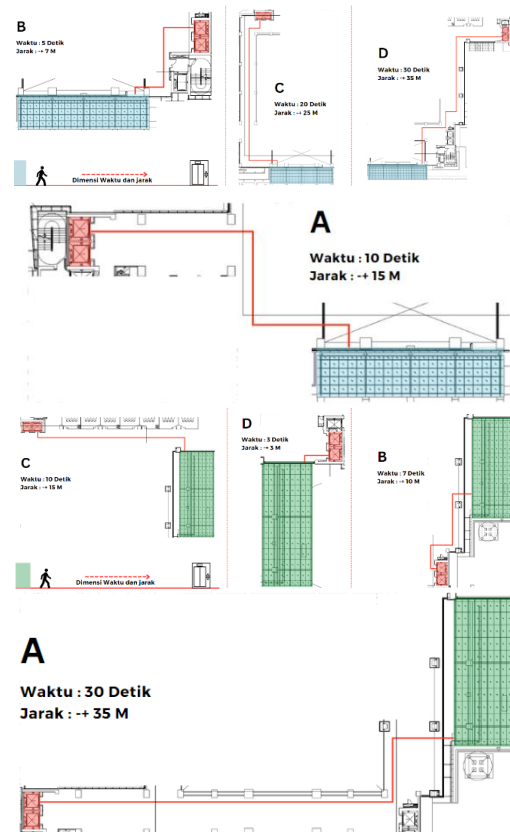 B
Waktu : 5 Detik
Jarak : -+ 7 M
C
Waktu : 20 Detik
Jarak : -+ 25 M
D
Waktu : 30 Detik
Jarak : -+ 35 M
Dimensi Waktu dan jarak
A
Waktu : 10 Detik
Jarak : -+ 15 M
C
Waktu : 10 Detik
Jarak : -+ 15 M
D
Waktu : 3 Detik
Jarak : -+ 3 M
B
Waktu : 7 Detik
Jarak : -+ 10 M
Dimensi Waktu dan jarak
A
Waktu : 30 Detik
Jarak : -+ 35 M